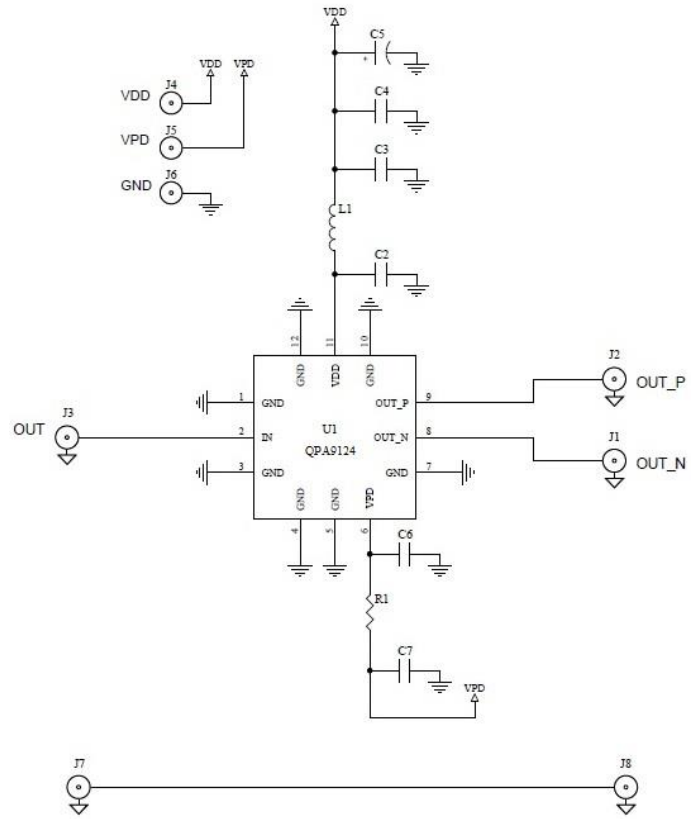 VDD
C5
+
VDD VPD
J4
VDD
C4
J5
VPD
C3
J6
GND
L1
C2
12 11 10
GND VDD GND
J2
OUT_P
1 GND OUT_P 9
J3
OUT
U1
2 IN OUT_N 8
J1
QPA9124
OUT_N
3 GND GND 7
GND GND VPD
4 5 6
C6
R1
C7
VPD
J7 J8